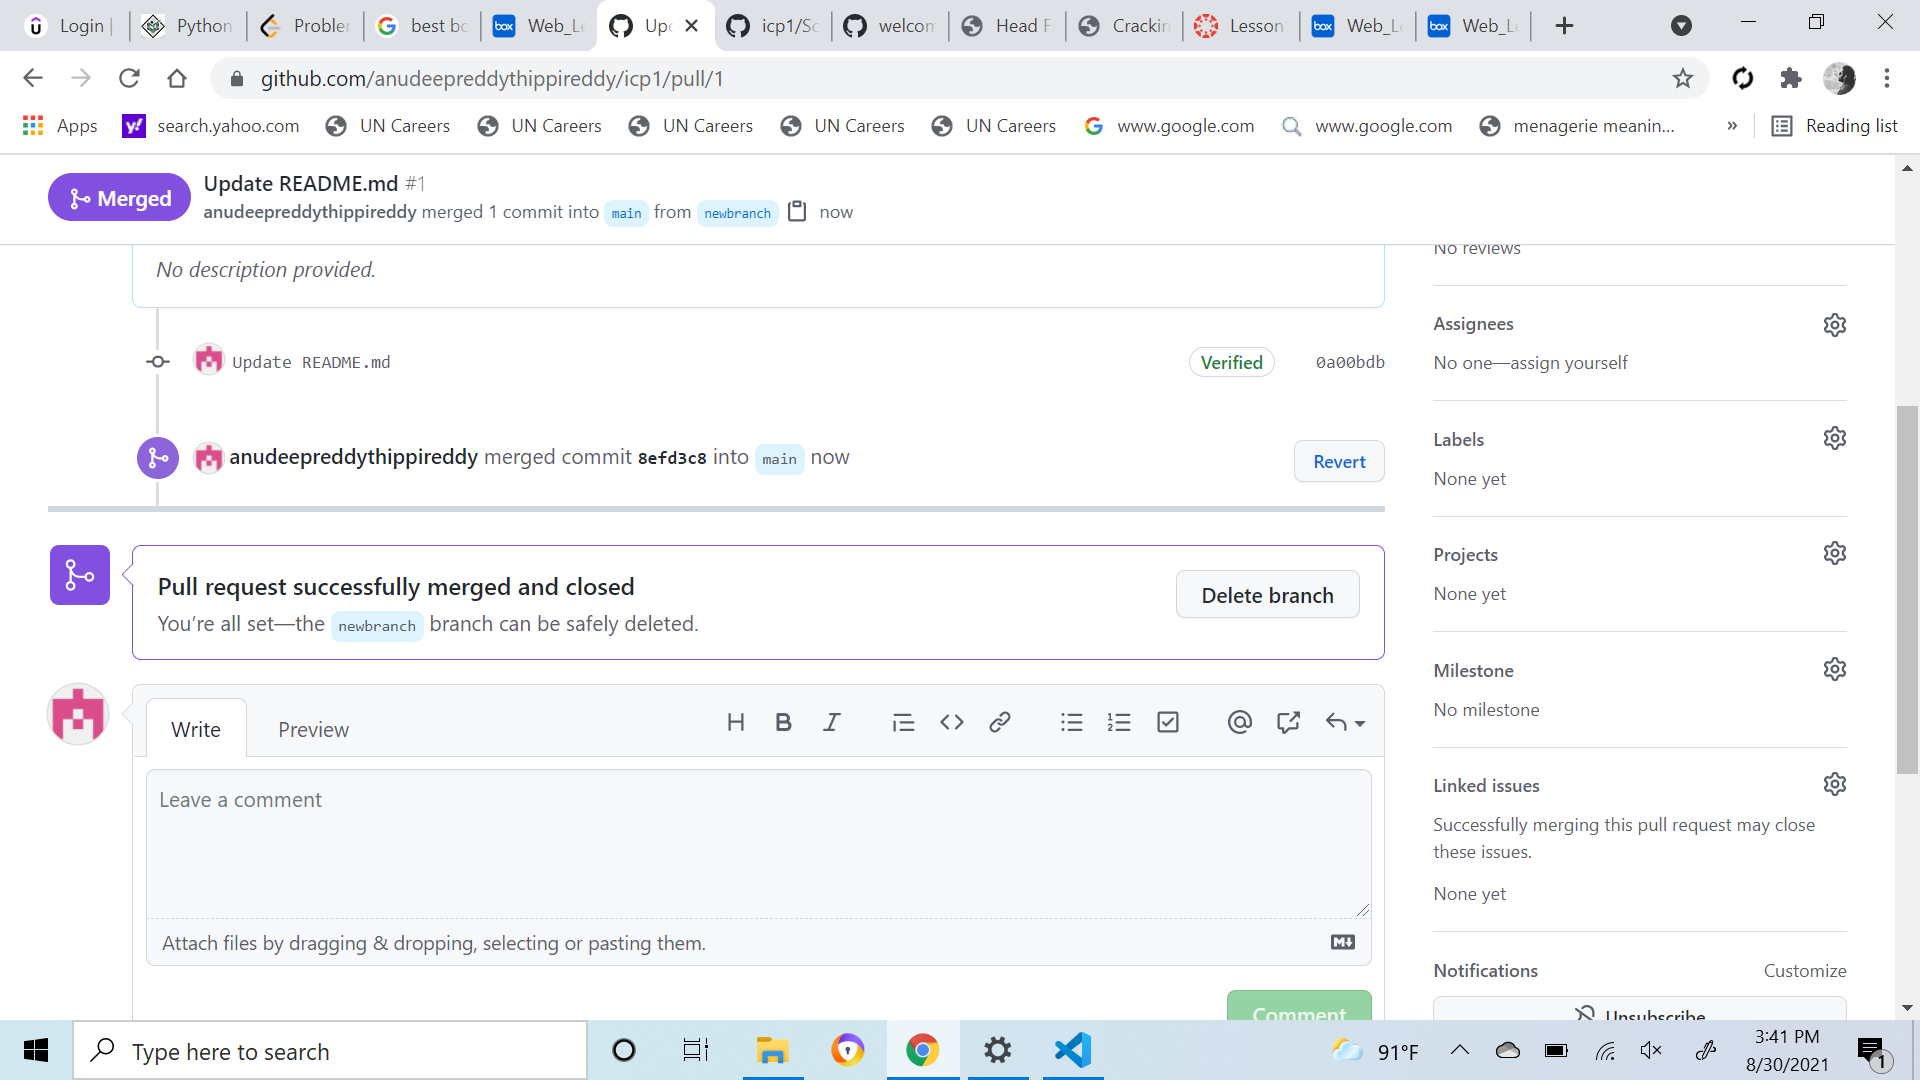 Login | Python Probler best bo Web_Le Upd icp1/Sc welcom Head F Crackin Lesson Web_Le Web_Le
github.com/anudeepreddythippireddy/icp1/pull/1
Apps search.yahoo.com UN Careers UN Careers UN Careers UN Careers UN Careers www.google.com www.google.com menagerie meanin... » Reading list
Merged
Update README.md #1
anudeepreddythippireddy merged 1 commit into main from newbranch now
No description provided.
Update README.md Verified 0a00bdb
anudeepreddythippireddy merged commit 8efd3c8 into main now Revert
Pull request successfully merged and closed
You're all set—the newbranch branch can be safely deleted.
Delete branch
Write Preview
Leave a comment
Attach files by dragging & dropping, selecting or pasting them.
Comment
No reviews
Assignees
No one—assign yourself
Labels
None yet
Projects
None yet
Milestone
No milestone
Linked issues
Successfully merging this pull request may close
these issues.
None yet
Notifications Customize
Unsubscribe
Type here to search
91°F
3:41 PM
8/30/2021
1